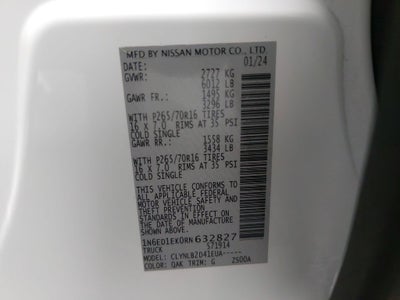 MFD BY NISSAN MOTOR CO., LTD.
DATE: 01/24
GVWR: 2727 KG
6012 LB
GAWR FR.: 1495 KG
3296 LB
WITH P265/70R16 TIRES
16 X 7.0 RIMS AT 35 PSI
COLD SINGLE
GAWR RR.: 1558 KG
3434 LB
WITH P265/70R16 TIRES
16 X 7.0 RIMS AT 35 PSI
COLD SINGLE
THIS VEHICLE CONFORMS TO
ALL APPLICABLE FEDERAL
MOTOR VEHICLE SAFETY AND
THEFT PREVENTION
STANDARDS IN EFFECT ON
THE DATE OF MANUFACTURE
SHOWN ABOVE.
1N6ED1EK0RN632827
TRUCK 571914
MODEL: CLYNLBZD41EUA-----
COLOR: QAK TRIM: G ZS00A